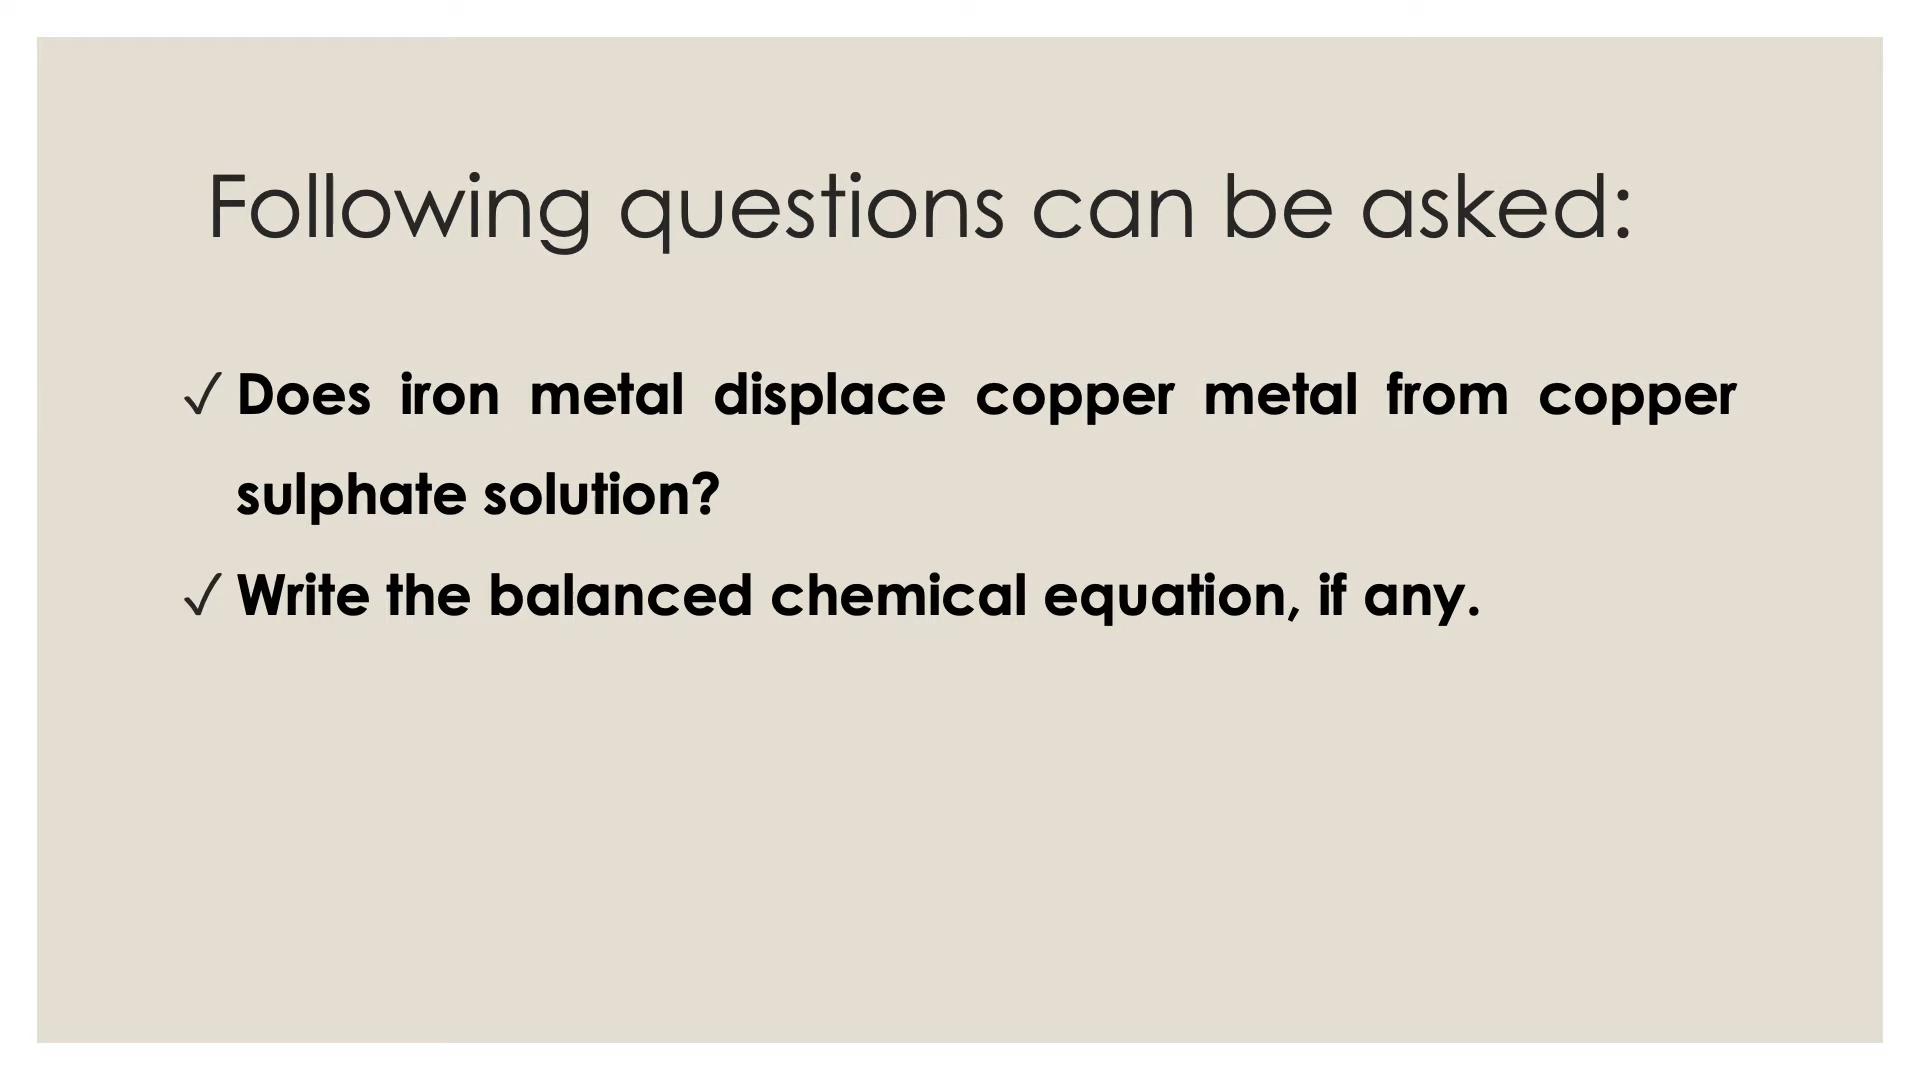 Following questions can be asked:
✓ Does iron metal displace copper metal from copper
sulphate solution?
✓ Write the balanced chemical equation, if any.